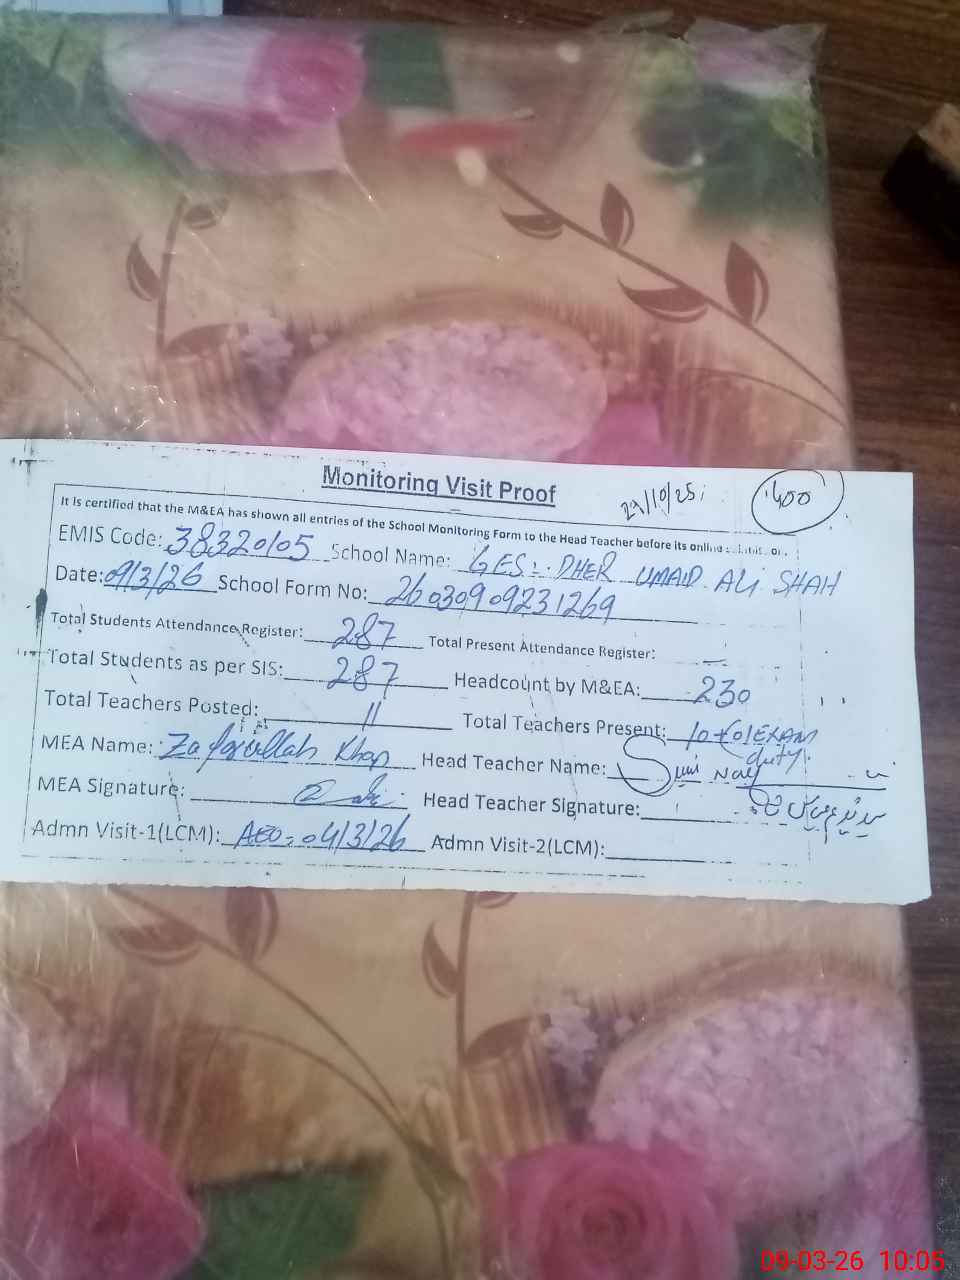 Monitoring Visit Proof
29/10/25
400
It is certified that the M&EA has shown all entries of the School Monitoring Form to the Head Teacher before its online
EMIS Code: 38320105 School Name: GES: DHER UMAID ALI SHAH
Date: 09/3/26 School Form No: 26030909231269
Total Students Attendance Register: 287 Total Present Attendance Register: —
Total Students as per SIS: 287 Headcount by M&EA: 230
Total Teachers Posted: 11 Total Teachers Present: 10+01 EXAM duty
MEA Name: Zafarullah Khan Head Teacher Name:
MEA Signature: Head Teacher Signature:
Admn Visit-1(LCM): AEO: 04/3/26 Admn Visit-2(LCM):
09-03-26 10:05